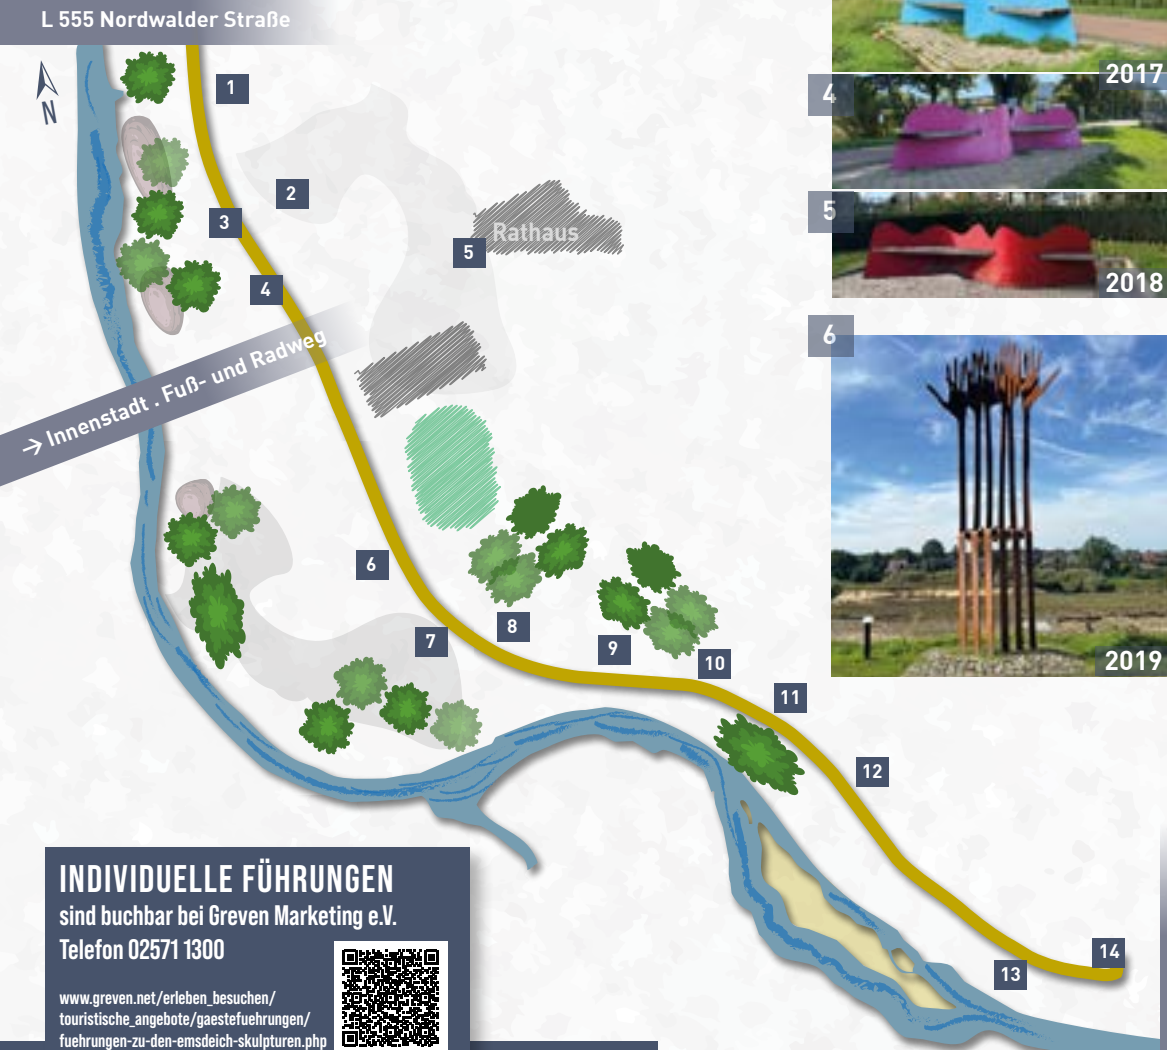 L 555 Nordwalder Straße
N
1
2
3
4
5
Rathaus
→ Innenstadt . Fuß- und Radweg
6
7
8
9
10
11
12
13
14
2017
4
5
2018
6
2019
INDIVIDUELLE FÜHRUNGEN
sind buchbar bei Greven Marketing e.V.
Telefon 02571 1300
www.greven.net/erleben_besuchen/
touristische_angebote/gaestefuehrungen/
fuehrungen-zu-den-emsdeich-skulpturen.php